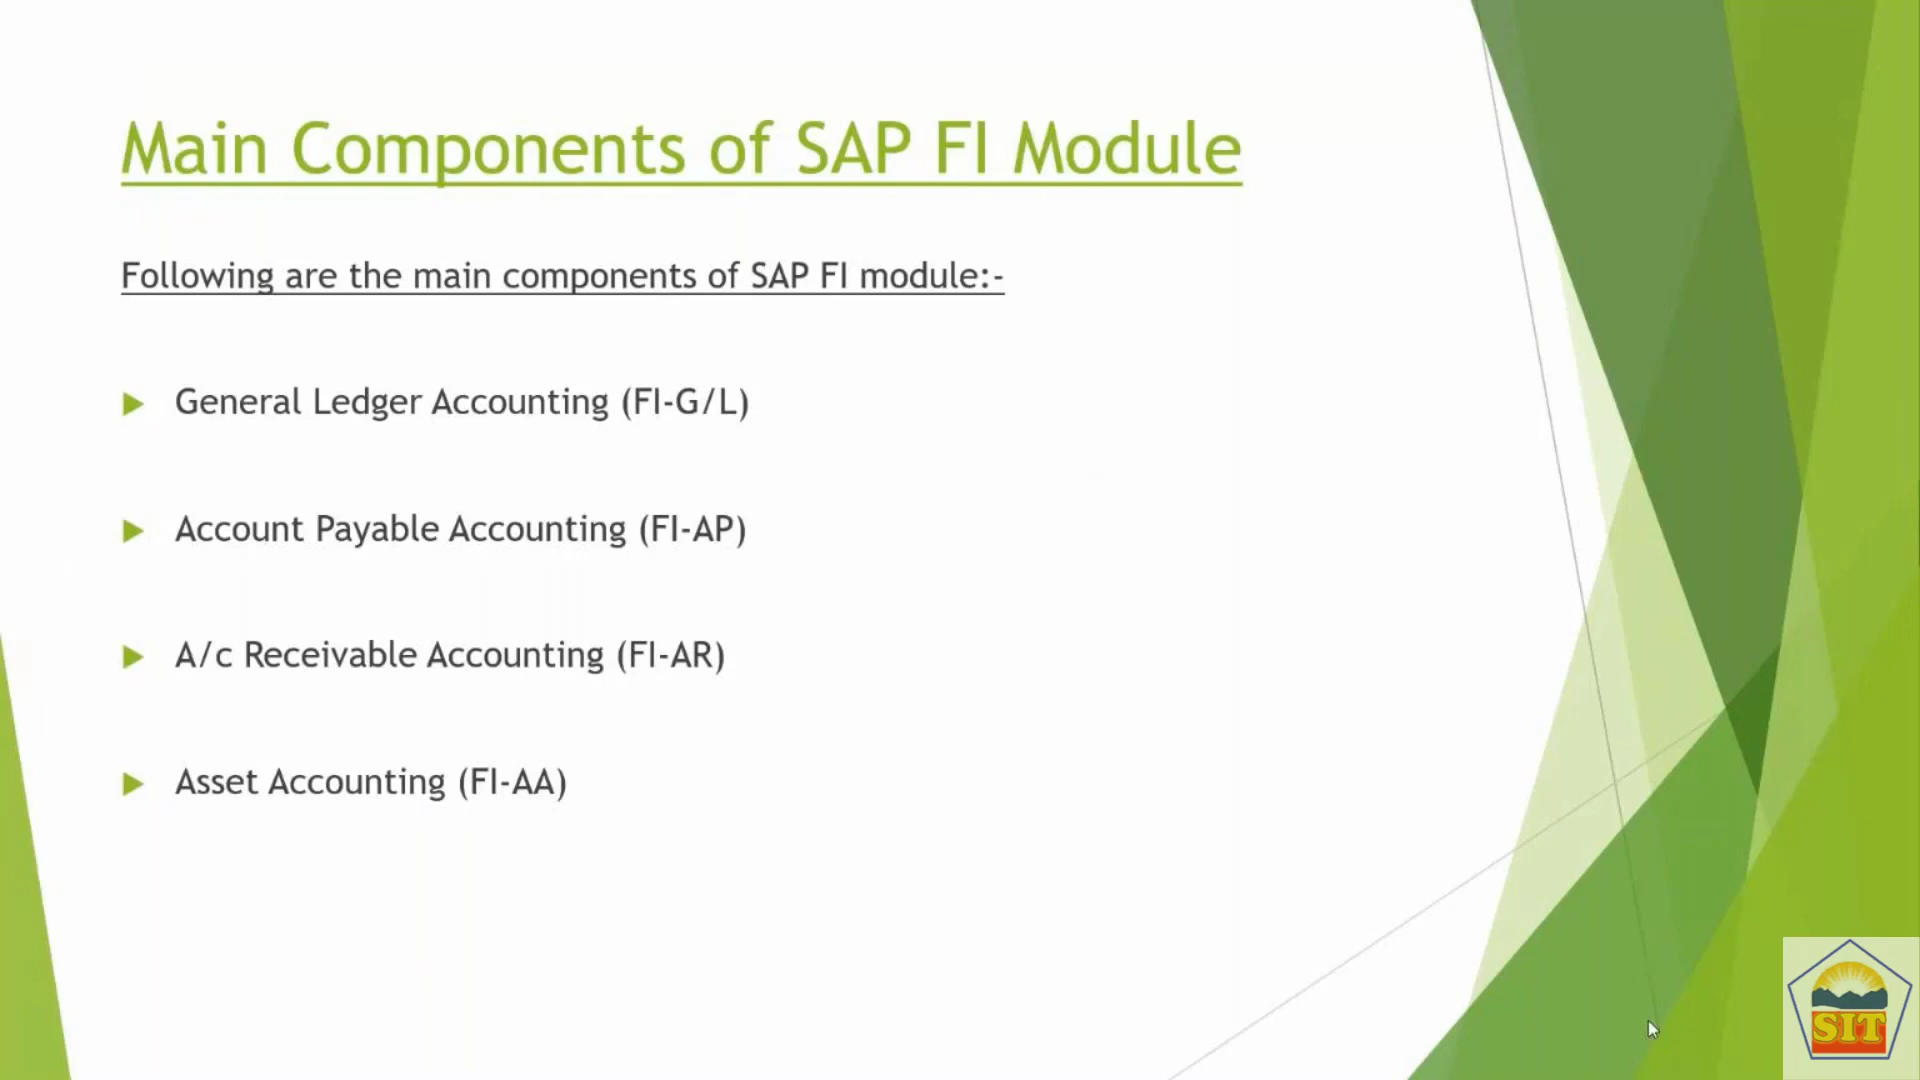 Main Components of SAP FI Module
Following are the main components of SAP FI module:-
General Ledger Accounting (FI-G/L)
Account Payable Accounting (FI-AP)
A/c Receivable Accounting (FI-AR)
Asset Accounting (FI-AA)
SIT